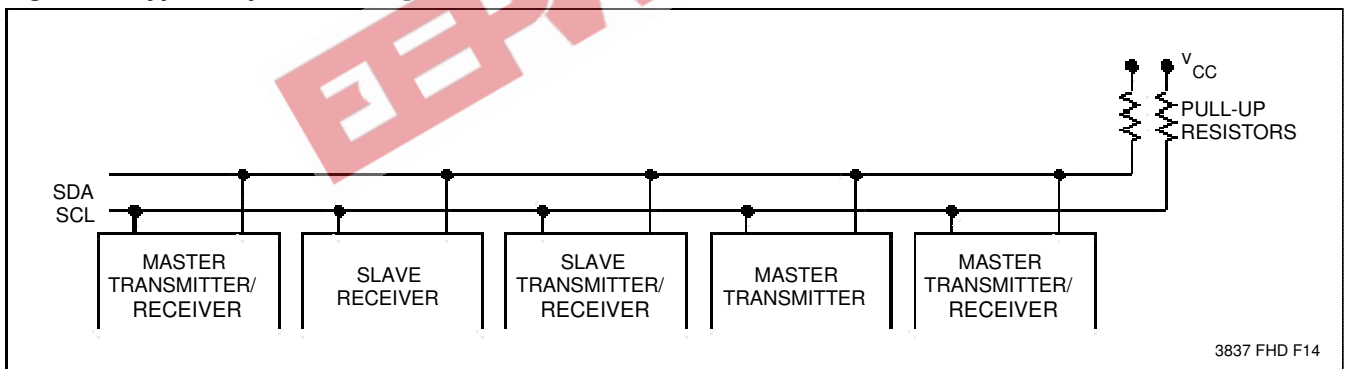 V
CC
PULL-UP
RESISTORS
SDA
SCL
MASTER
TRANSMITTER/
RECEIVER
SLAVE
RECEIVER
SLAVE
TRANSMITTER/
RECEIVER
MASTER
TRANSMITTER
MASTER
TRANSMITTER/
RECEIVER
3837 FHD F14